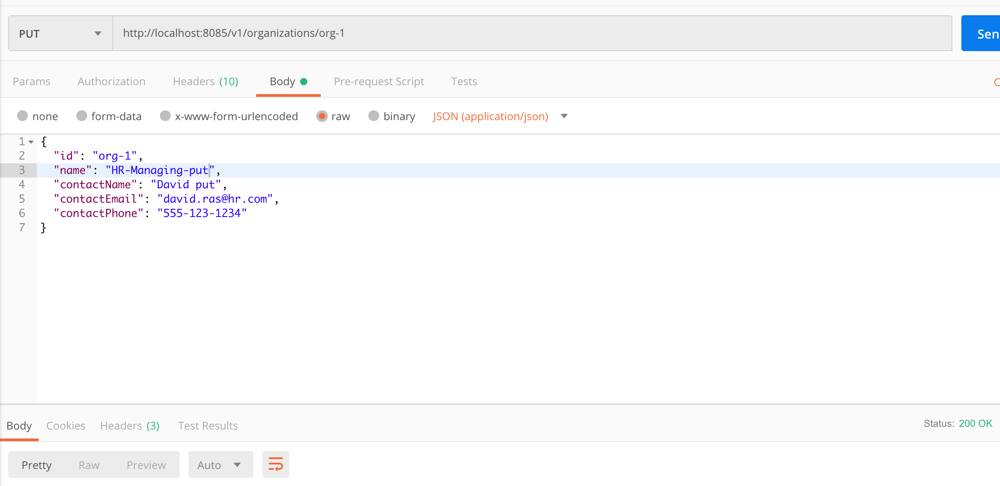 PUT http://localhost:8085/v1/organizations/org-1 Sen
Params Authorization Headers (10) Body Pre-request Script Tests C
none form-data x-www-form-urlencoded raw binary JSON (application/json)
1 {
2 "id": "org-1",
3 "name": "HR-Managing-put",
4 "contactName": "David put",
5 "contactEmail": "david.ras@hr.com",
6 "contactPhone": "555-123-1234"
7 }
Body Cookies Headers (3) Test Results Status: 200 OK
Pretty Raw Preview Auto